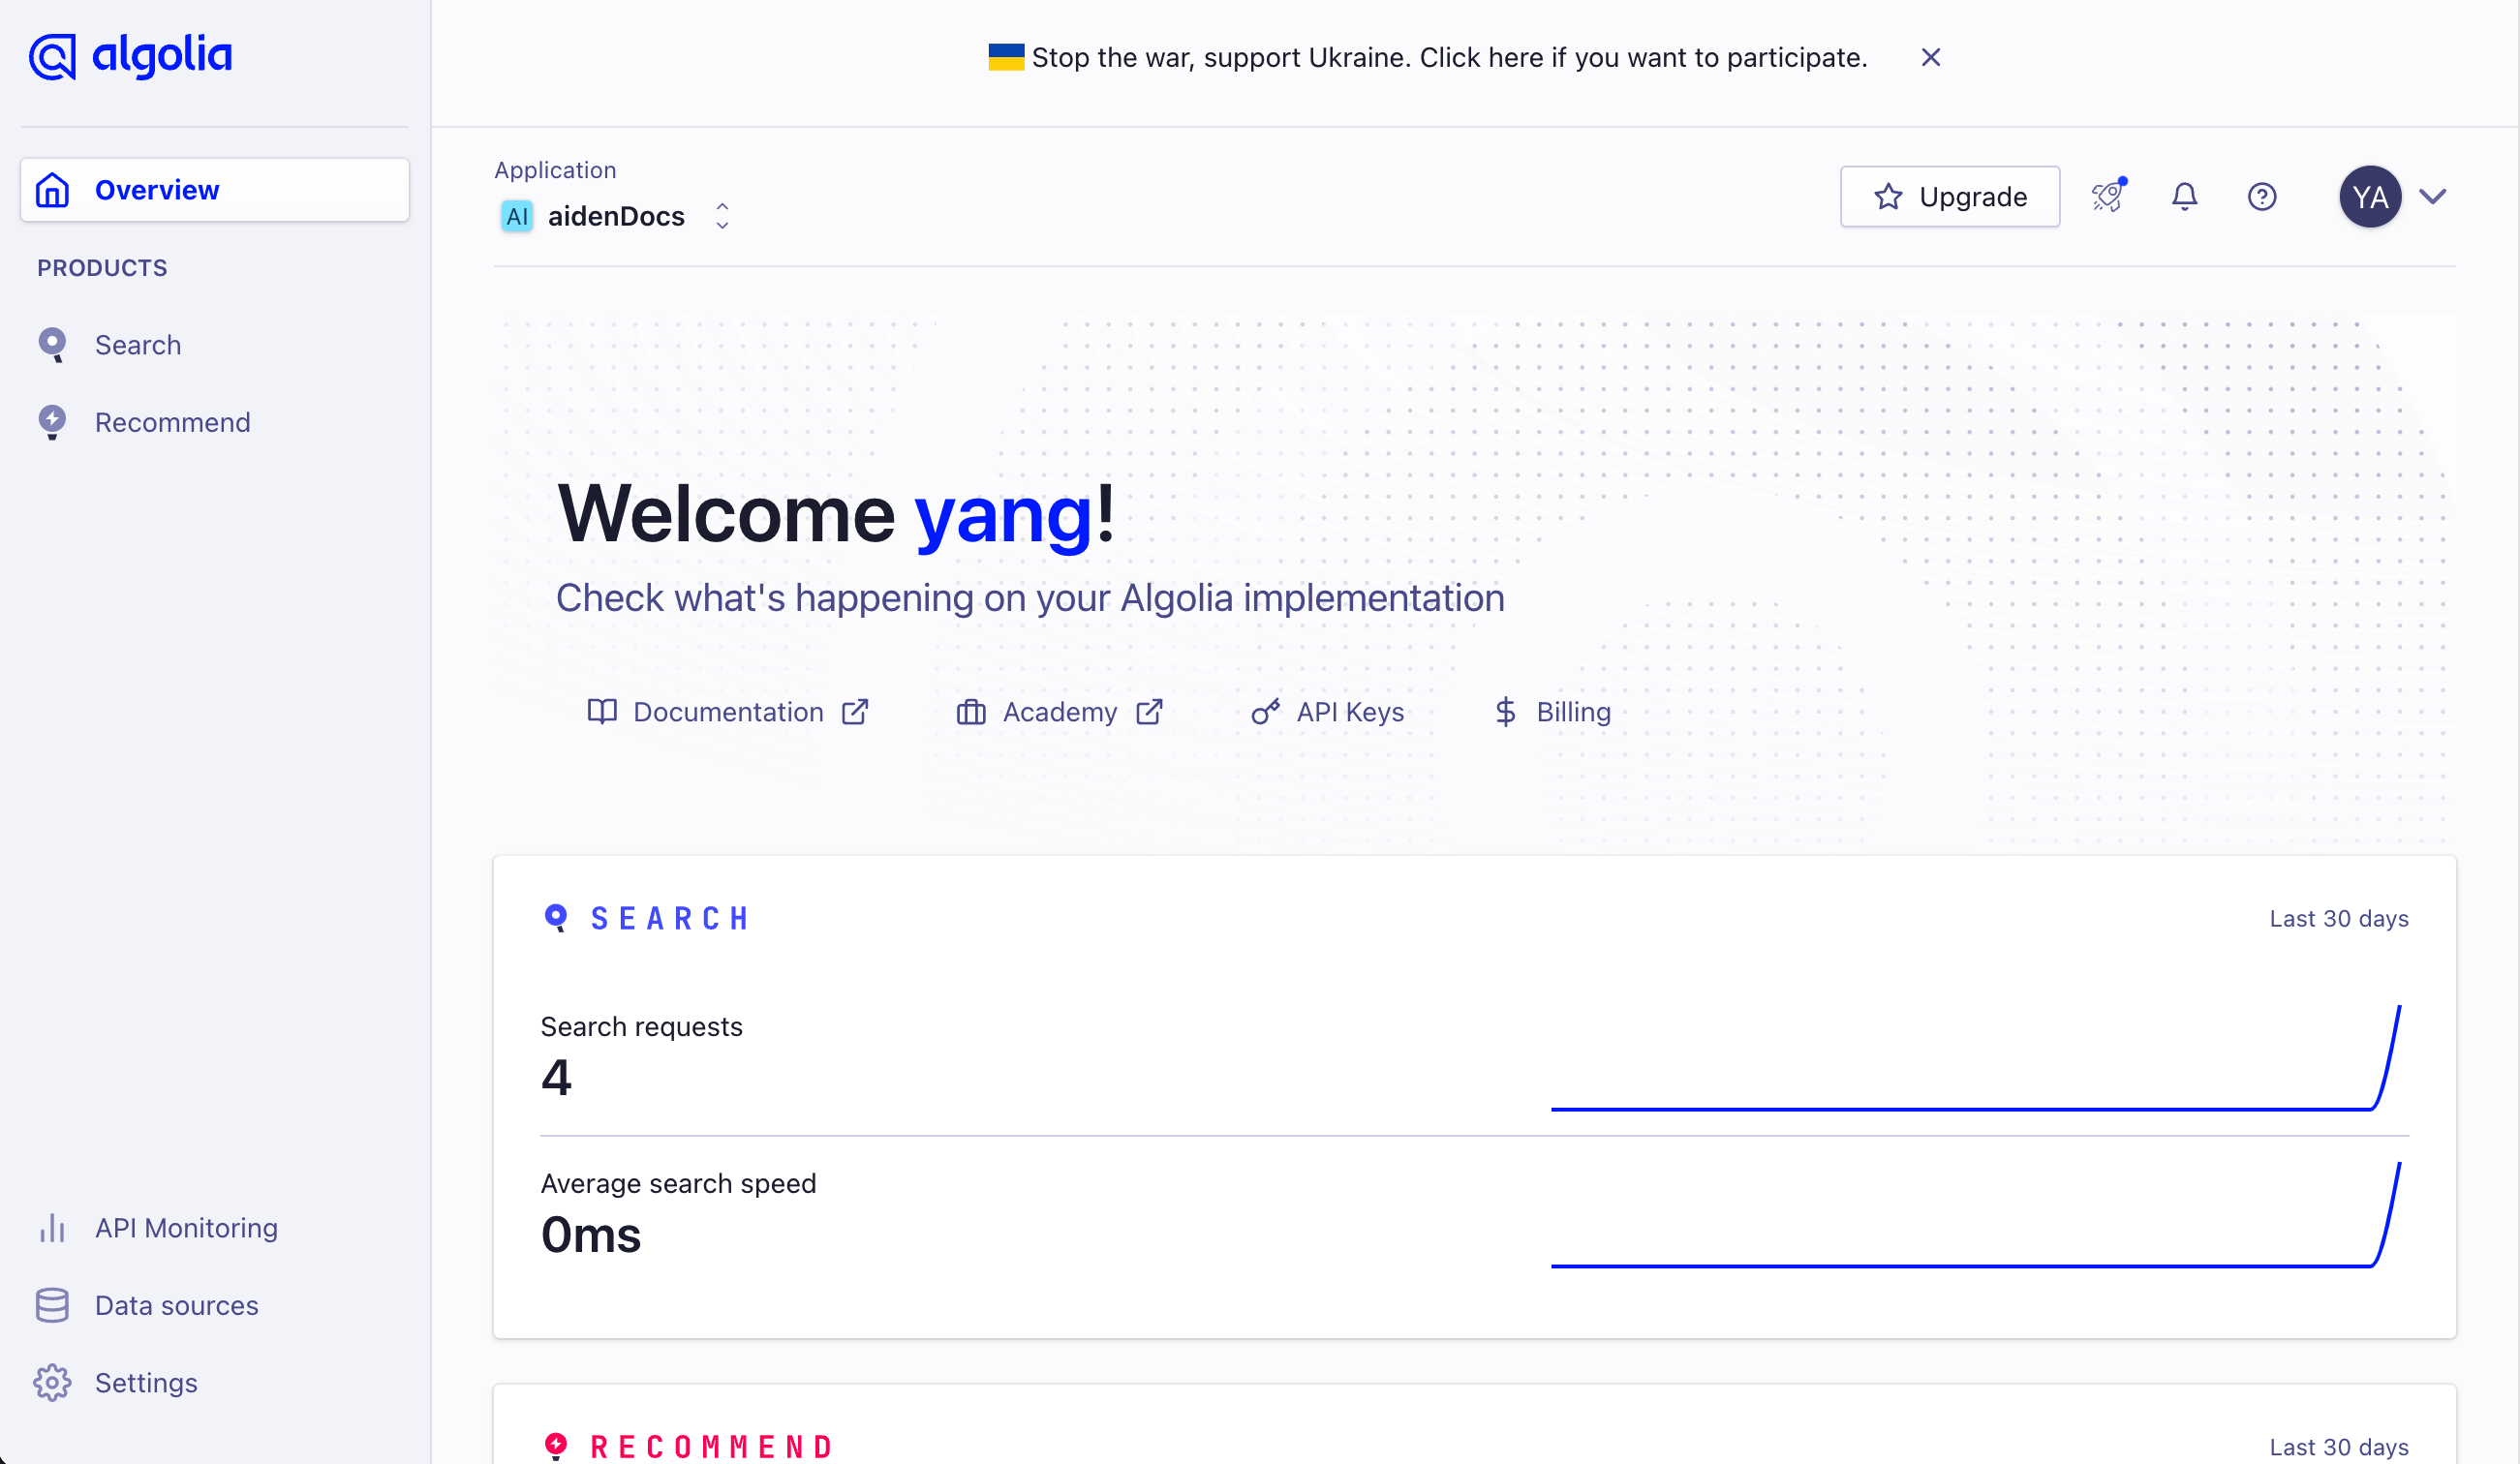 algolia
Overview
PRODUCTS
Search
Recommend
API Monitoring
Data sources
Settings
Stop the war, support Ukraine. Click here if you want to participate.
Application
AI aidenDocs
Upgrade
YA
Welcome yang!
Check what's happening on your Algolia implementation
Documentation
Academy
API Keys
Billing
SEARCH
Last 30 days
Search requests
4
Average search speed
0ms
RECOMMEND
Last 30 days